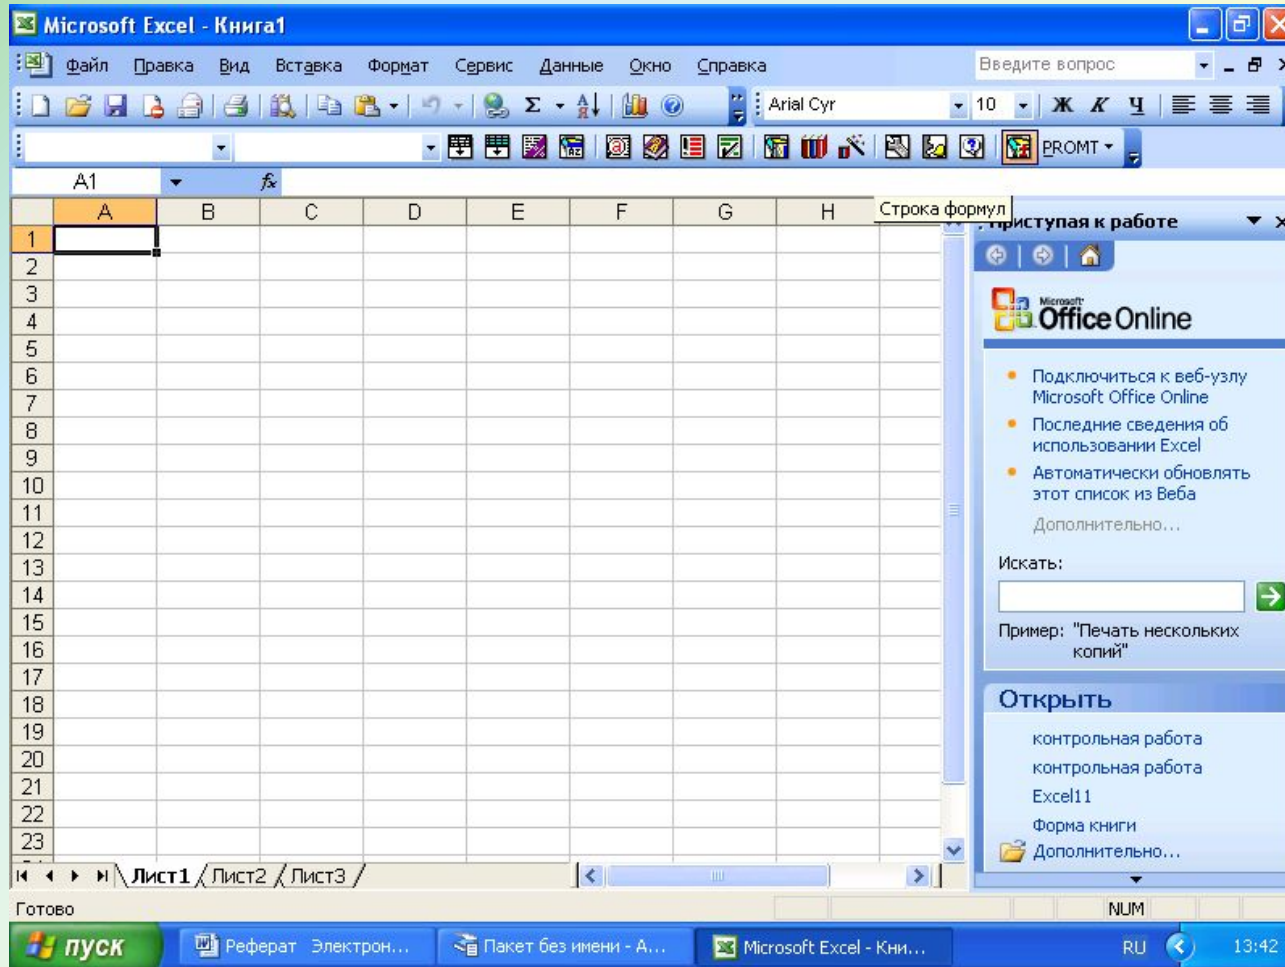 Microsoft Excel - Книга1
Файл Правка Вид Вставка Формат Сервис Данные Окно Справка Введите вопрос
Arial Cyr 10 Ж К Ч
PROMT
A1 fx
Строка формул
A B C D E F G H
Приступая к работе
1
2
3
4
5
6
7
8
9
10
11
12
13
14
15
16
17
18
19
20
21
22
23
Microsoft
Office Online
Подключиться к веб-узлу
Microsoft Office Online
Последние сведения об
использовании Excel
Автоматически обновлять
этот список из Веба
Дополнительно...
Искать:
Пример: "Печать нескольких
копий"
Открыть
контрольная работа
контрольная работа
Excel11
Форма книги
Дополнительно...
Лист1 Лист2 Лист3
Готово NUM
пуск Реферат Электрон... Пакет без имени - А... Microsoft Excel - Кни... RU 13:42